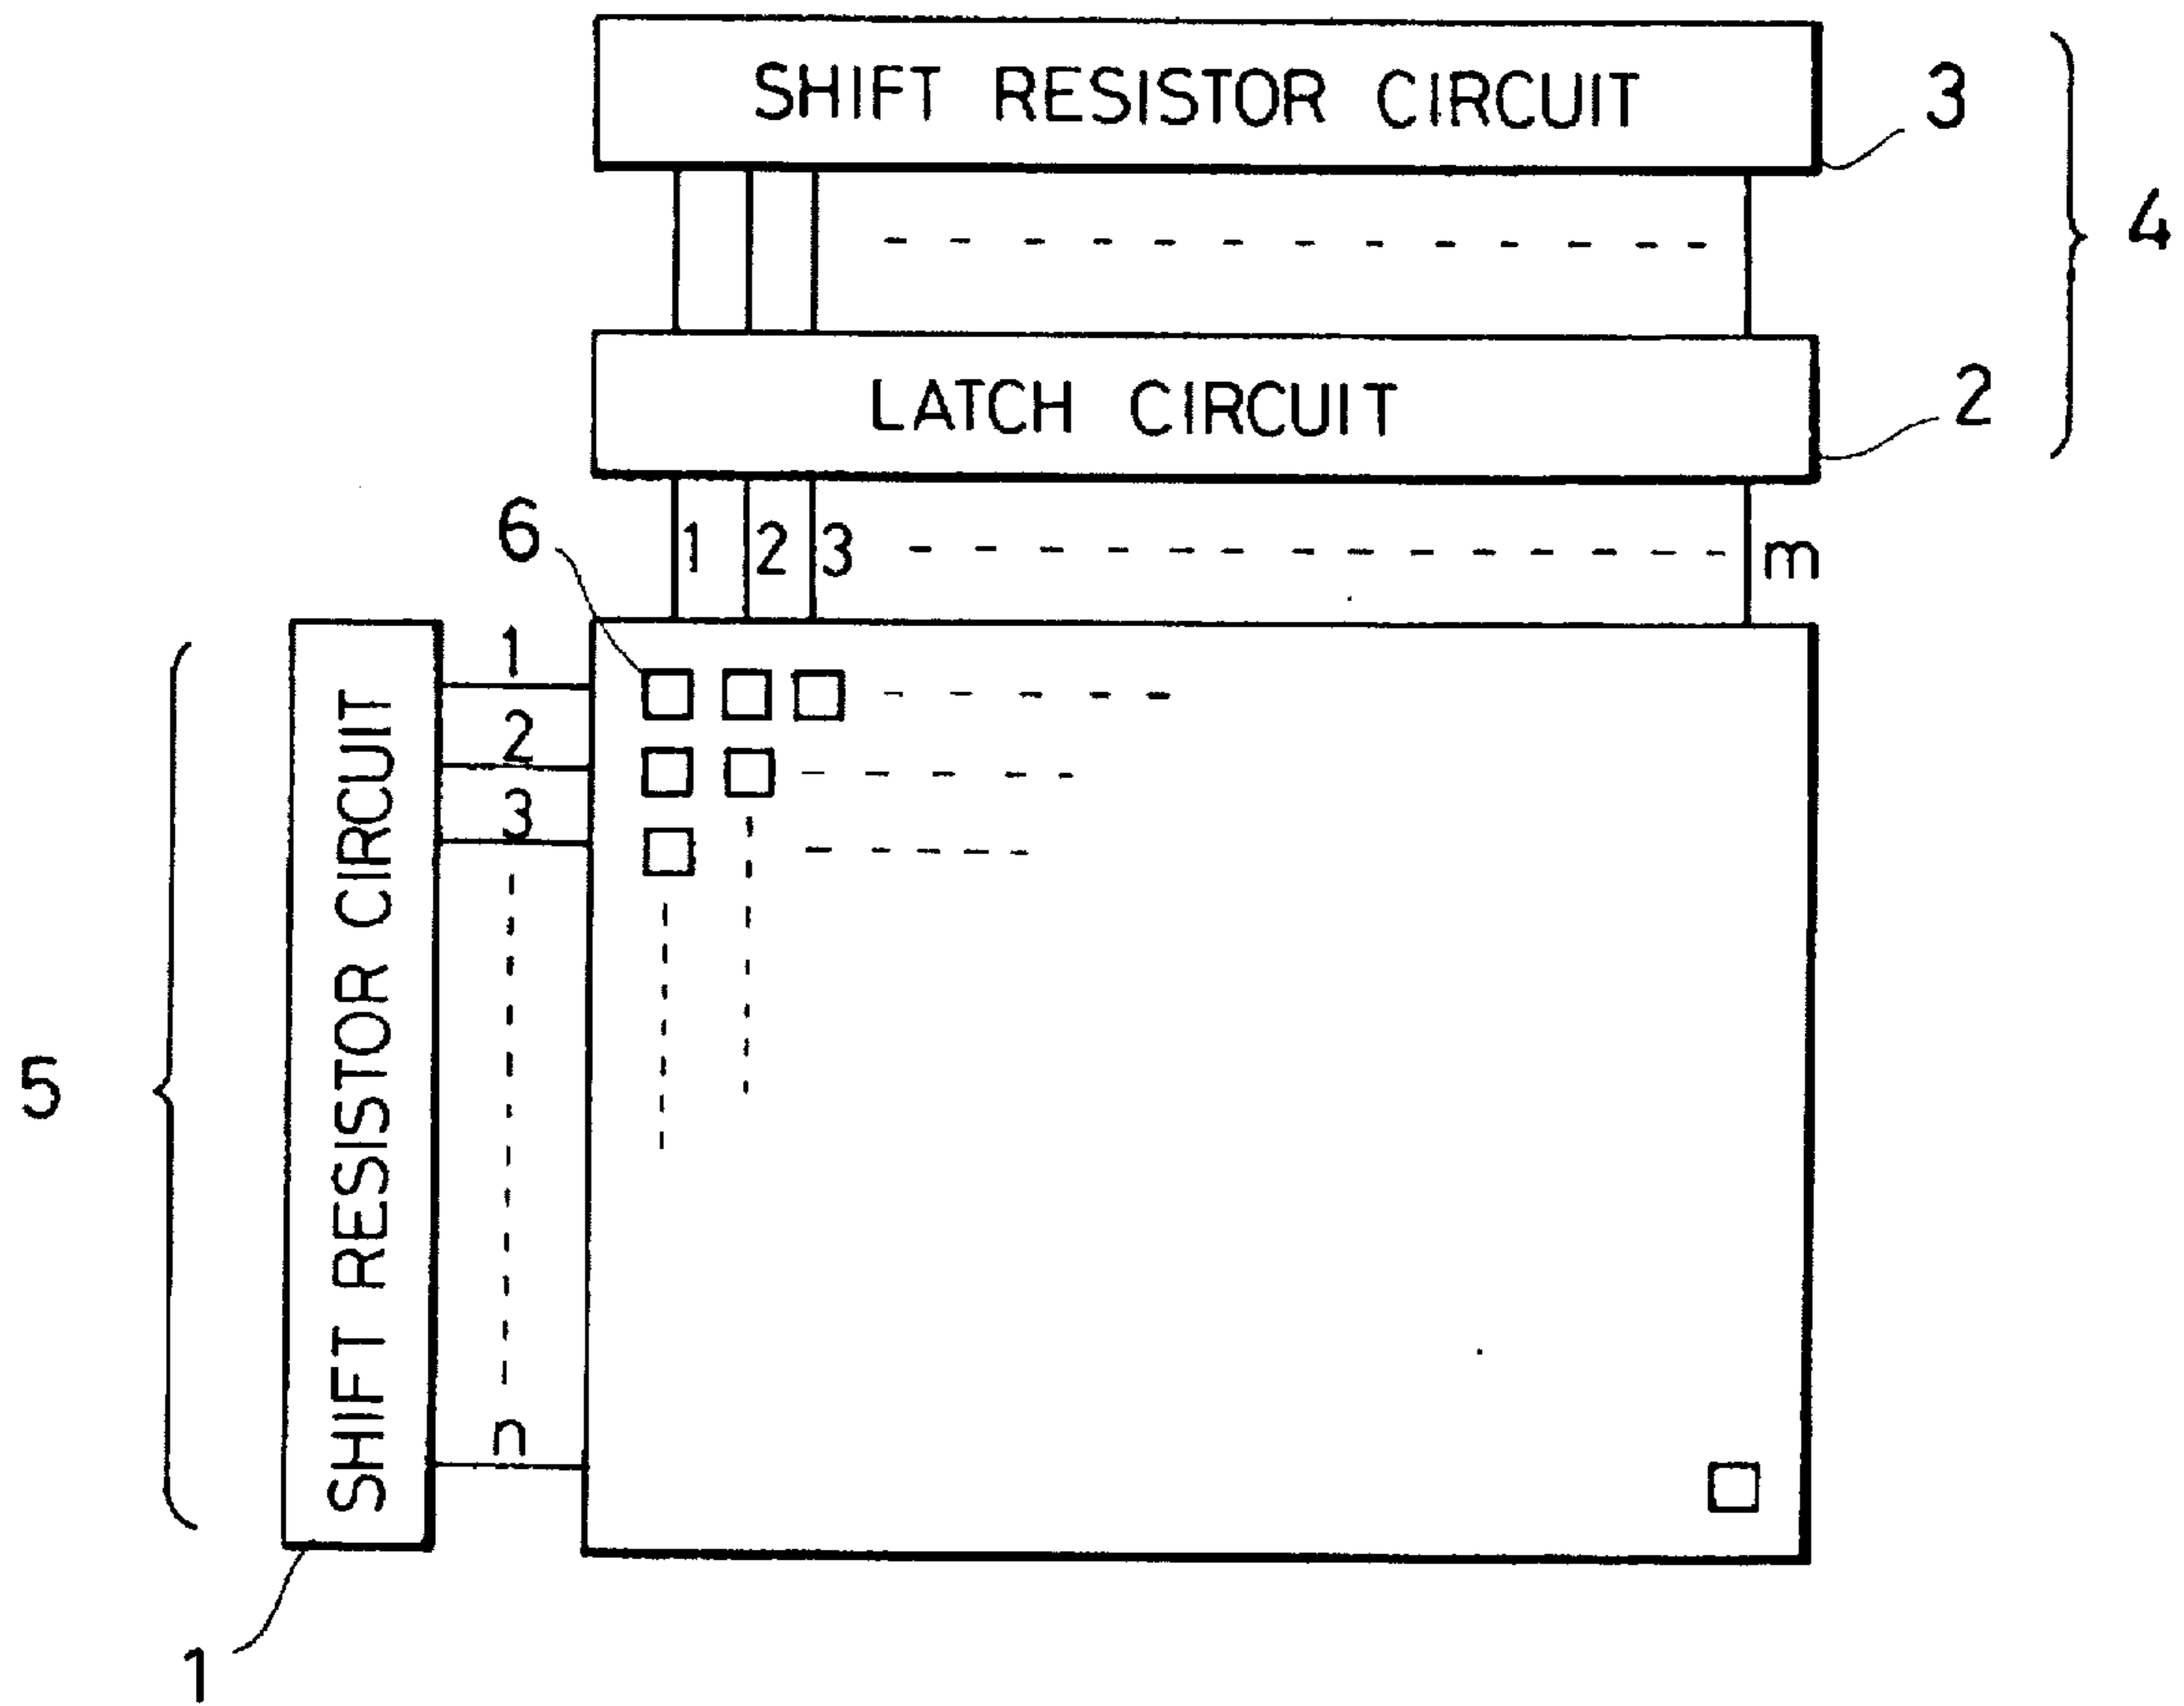 SHIFT RESISTOR CIRCUIT
3
4
LATCH CIRCUIT
2
6
1 2 3 m
1
2
3
n
SHIFT RESISTOR CIRCUIT
5
1